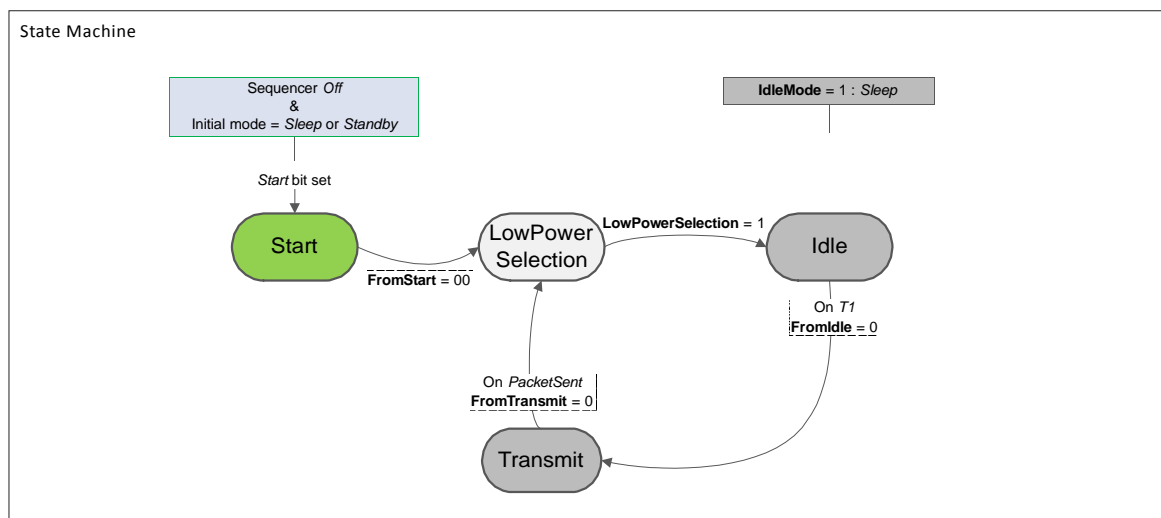 State Machine
Sequencer Off
&
Initial mode = Sleep or Standby
IdleMode = 1 : Sleep
Start bit set
Start
LowPower
Selection
LowPowerSelection = 1
Idle
FromStart = 00
On T1
FromIdle = 0
On PacketSent
FromTransmit = 0
Transmit